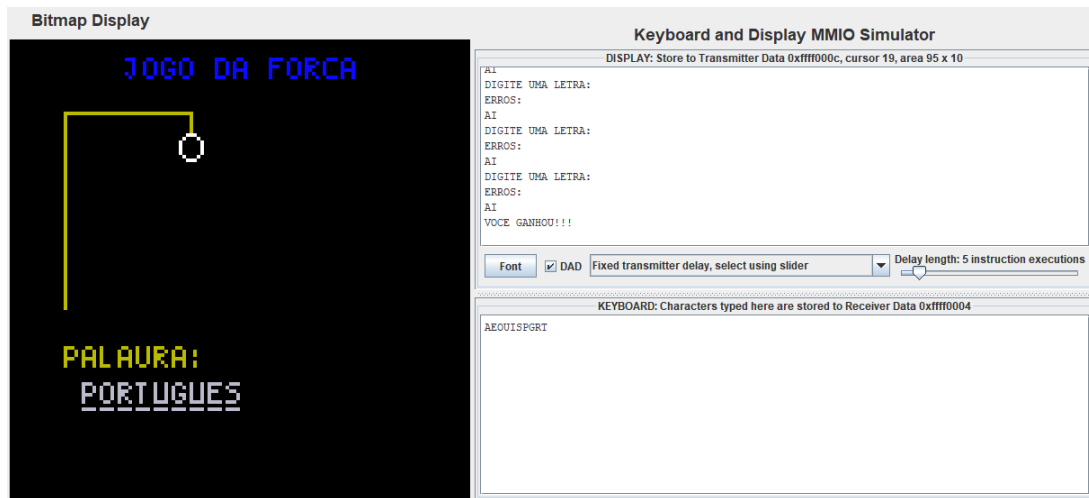 Bitmap Display
JOGO DA FORCA
PALAVRA:
PORTUGUES
Keyboard and Display MMIO Simulator
DISPLAY: Store to Transmitter Data 0xffff000c, cursor 19, area 95 x 10
AI
DIGITE UMA LETRA:
ERROS:
AI
DIGITE UMA LETRA:
ERROS:
AI
DIGITE UMA LETRA:
ERROS:
AI
VOCE GANHOU!!!
Font
DAD
Fixed transmitter delay, select using slider
Delay length: 5 instruction executions
KEYBOARD: Characters typed here are stored to Receiver Data 0xffff0004
AEOUISPGRT